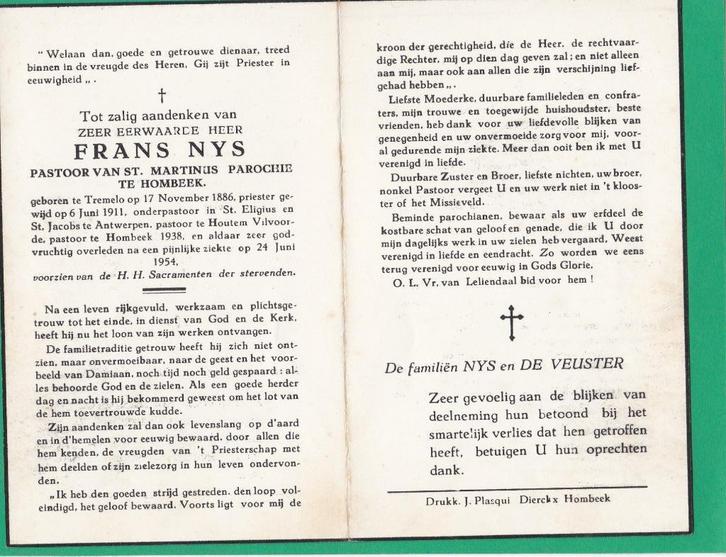 “ Welaan dan, goede en getrouwe dienaar, treed
binnen in de vreugde des Heren, Gij zijt Priester in
eeuwigheid „.
Tot zalig aandenken van
ZEER EERWAARDE HEER
FRANS NYS
PASTOOR VAN ST. MARTINUS PAROCHIE
TE HOMBEEK.
geboren te Tremelo op 17 November 1886, priester ge-
wijd op 6 Juni 1911, onderpastoor in St. Eligius en
St. Jacobs te Antwerpen, pastoor te Houtem Vilvoor-
de, pastoor te Hombeek 1938, en aldaar zeer god-
vruchtig overleden na een pijnlijke ziekte op 24 Juni
1954,
voorzien van de H. H. Sacramenten der stervenden.
Na een leven rijkgevuld, werkzaam en plichtsge-
trouw tot het einde, in dienst van God en de Kerk,
heeft hij nu het loon van zijn werken ontvangen.
De familietraditie getrouw heeft hij zich niet ont-
zien, maar onvermoeibaar, naar de geest en het voor-
beeld van Damiaan, noch tijd noch geld gespaard : al-
les behoorde God en de zielen. Als een goede herder
dag en nacht is hij bekommerd geweest om het lot van
de hem toevertrouwde kudde.
Zijn aandenken zal dan ook levenslang op d'aard
en in d'hemelen voor eeuwig bewaard, door allen die
hem kenden, de vreugden van 't Priesterschap met
hem deelden of zijn zielezorg in hun leven ondervon-
den.
„Ik heb den goeden strijd gestreden, den loop vol-
eindigd, het geloof bewaard. Voorts ligt voor mij de
kroon der gerechtigheid, die de Heer, de rechtvaar-
dige Rechter, mij op dien dag geven zal; en niet alleen
aan mij, maar ook aan allen die zijn verschijning lief-
gehad hebben „.
Liefste Moederke, duurbare familieleden en confra-
ters, mijn trouwe en toegewijde huishoudster, beste
vrienden, heb dank voor uw liefdevolle blijken van
genegenheid en uw onvermoeide zorg voor mij, voor-
al gedurende mijn ziekte. Meer dan ooit ben ik met U
verenigd in liefde.
Duurbare Zuster en Broer, liefste nichten, uw broer,
nonkel Pastoor vergeet U en uw werk niet in 't kloos-
ter of het Missieveld.
Beminde parochianen, bewaar als uw erfdeel de
kostbare schat van geloof en genade, die ik U door
mijn dagelijks werk in uw zielen heb vergaard, Weest
verenigd in liefde en eendracht. Zo worden we eens
terug verenigd voor eeuwig in Gods Glorie.
O. L. Vr. van Leliendaal bid voor hem !
De familiën NYS en DE VEUSTER
Zeer gevoelig aan de blijken van
deelneming hun betoond bij het
smartelijk verlies dat hen getroffen
heeft, betuigen U hun oprechten
dank.
Drukk. J. Plasqui Dierckx Hombeek